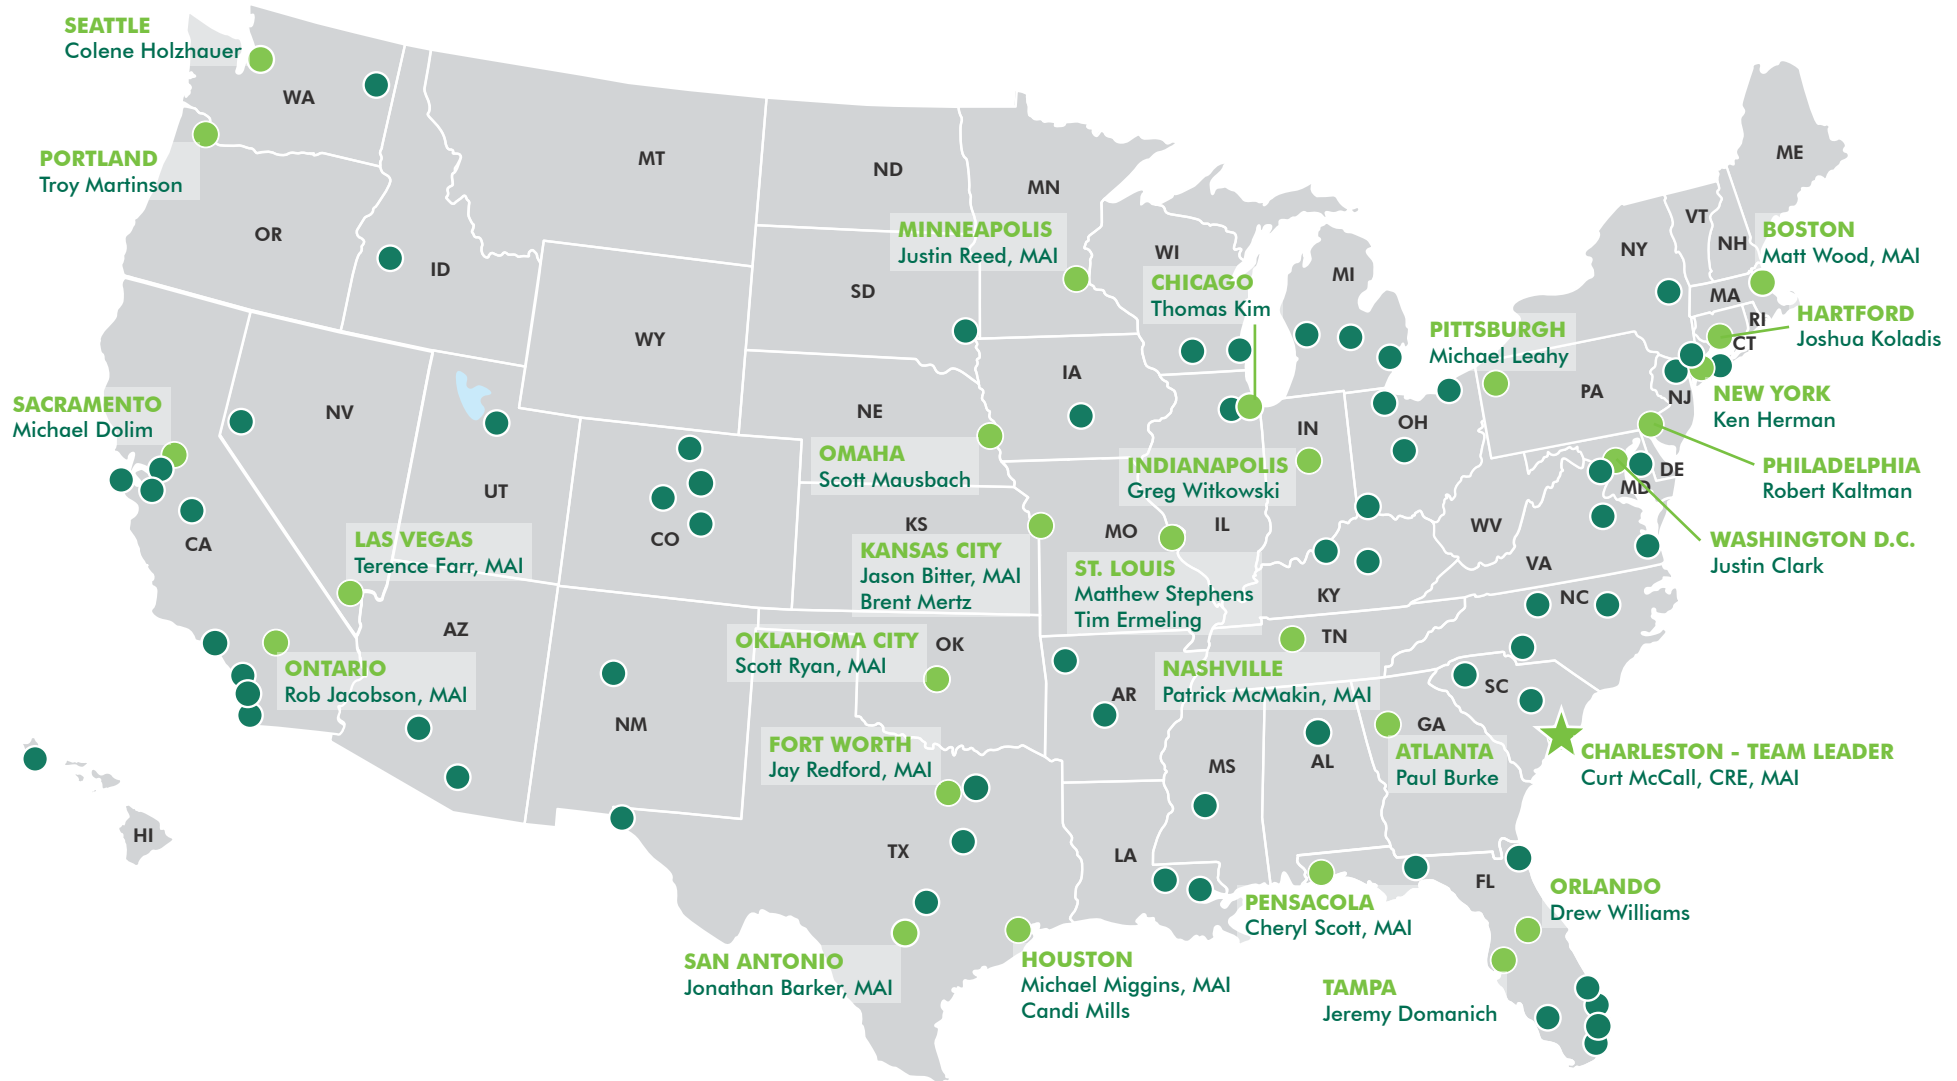 SEATTLE
Colene Holzhauer
WA
PORTLAND
Troy Martinson
OR
ID
MT
ND
MN
MINNEAPOLIS
Justin Reed, MAI
SD
WY
WI
CHICAGO
Thomas Kim
MI
ME
VT
NH
NY
BOSTON
Matt Wood, MAI
MA
RI
CT
HARTFORD
Joshua Koladis
PITTSBURGH
Michael Leahy
PA
NJ
NEW YORK
Ken Herman
SACRAMENTO
Michael Dolim
NV
UT
CA
NE
IA
OMAHA
Scott Mausbach
IN
OH
INDIANAPOLIS
Greg Witkowski
IL
DE
MD
PHILADELPHIA
Robert Kaltman
WASHINGTON D.C.
Justin Clark
LAS VEGAS
Terence Farr, MAI
CO
KS
KANSAS CITY
Jason Bitter, MAI
Brent Mertz
MO
ST. LOUIS
Matthew Stephens
Tim Ermeling
WV
VA
KY
NC
AZ
ONTARIO
Rob Jacobson, MAI
NM
OKLAHOMA CITY
Scott Ryan, MAI
OK
TN
NASHVILLE
Patrick McMakin, MAI
AR
SC
GA
ATLANTA
Paul Burke
CHARLESTON - TEAM LEADER
Curt McCall, CRE, MAI
FORT WORTH
Jay Redford, MAI
MS
AL
HI
TX
LA
FL
PENSACOLA
Cheryl Scott, MAI
ORLANDO
Drew Williams
SAN ANTONIO
Jonathan Barker, MAI
HOUSTON
Michael Miggins, MAI
Candi Mills
TAMPA
Jeremy Domanich